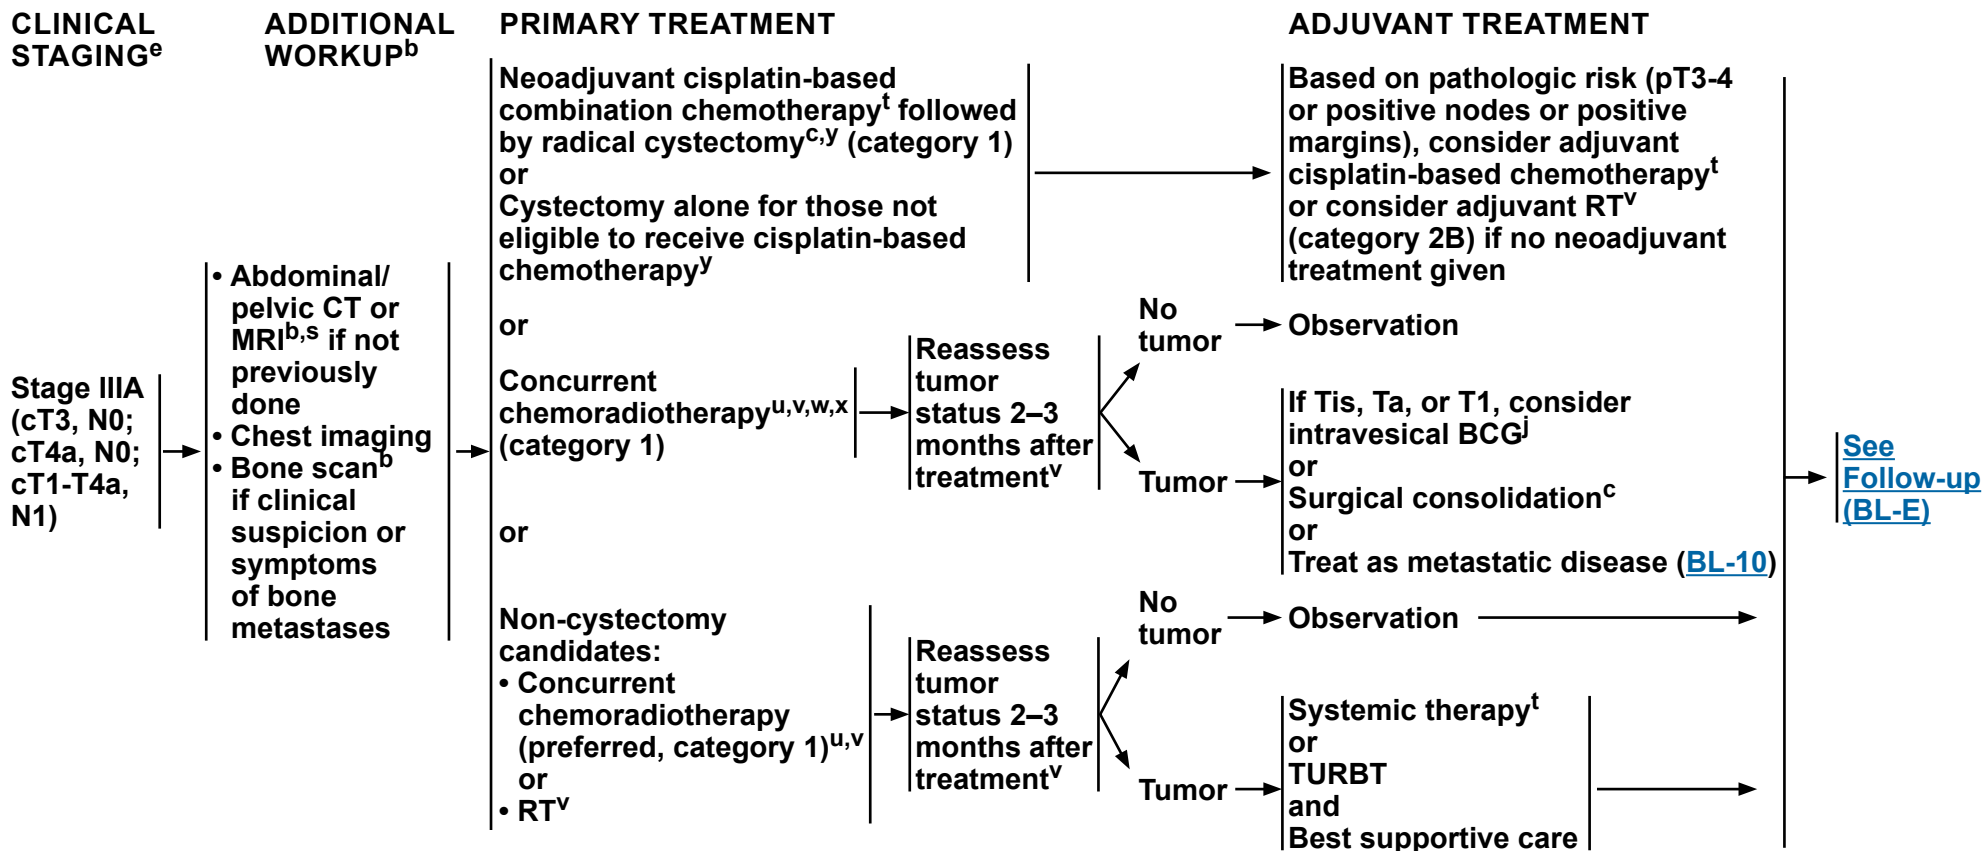 CLINICAL
STAGINGe
ADDITIONAL
WORKUPb
PRIMARY TREATMENT
ADJUVANT TREATMENT
Stage IIIA
(cT3, N0;
cT4a, N0;
cT1-T4a,
N1)
• Abdominal/
pelvic CT or
MRIb,s if not
previously
done
• Chest imaging
• Bone scanb
if clinical
suspicion or
symptoms
of bone
metastases
Neoadjuvant cisplatin-based
combination chemotherapyt followed
by radical cystectomyc,y (category 1)
or
Cystectomy alone for those not
eligible to receive cisplatin-based
chemotherapyy
Based on pathologic risk (pT3-4
or positive nodes or positive
margins), consider adjuvant
cisplatin-based chemotherapyt
or consider adjuvant RTv
(category 2B) if no neoadjuvant
treatment given
or
Concurrent
chemoradiotherapyu,v,w,x
(category 1)
Reassess
tumor
status 2–3
months after
treatmentv
No
tumor
Observation
Tumor
If Tis, Ta, or T1, consider
intravesical BCGj
or
Surgical consolidationc
or
Treat as metastatic disease (BL-10)
or
Non-cystectomy
candidates:
• Concurrent
chemoradiotherapy
(preferred, category 1)u,v
or
• RTv
Reassess
tumor
status 2–3
months after
treatmentv
No
tumor
Observation
Tumor
Systemic therapyt
or
TURBT
and
Best supportive care
See
Follow-up
(BL-E)